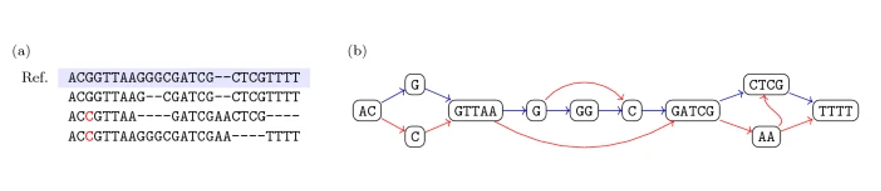 (a)
Ref. ACGGTTAAGGGCGATCG--CTCGTTTT
ACGGTTAAG--CGATCG--CTCGTTTT
ACCGTTAA----GATCGAACTCG----
ACCGTTAAGGGCGATCGAA----TTTT
(b)
G CTCG
AC GTTAA G GG C GATCG TTTT
C AA